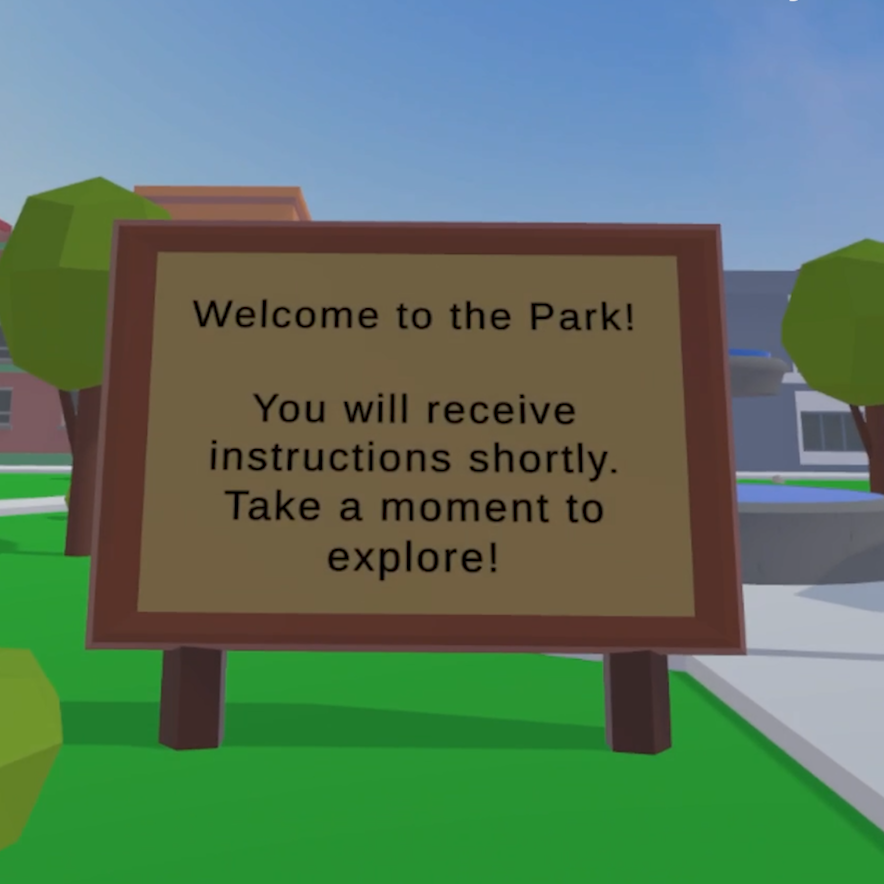 Welcome to the Park!
You will receive
instructions shortly.
Take a moment to
explore!